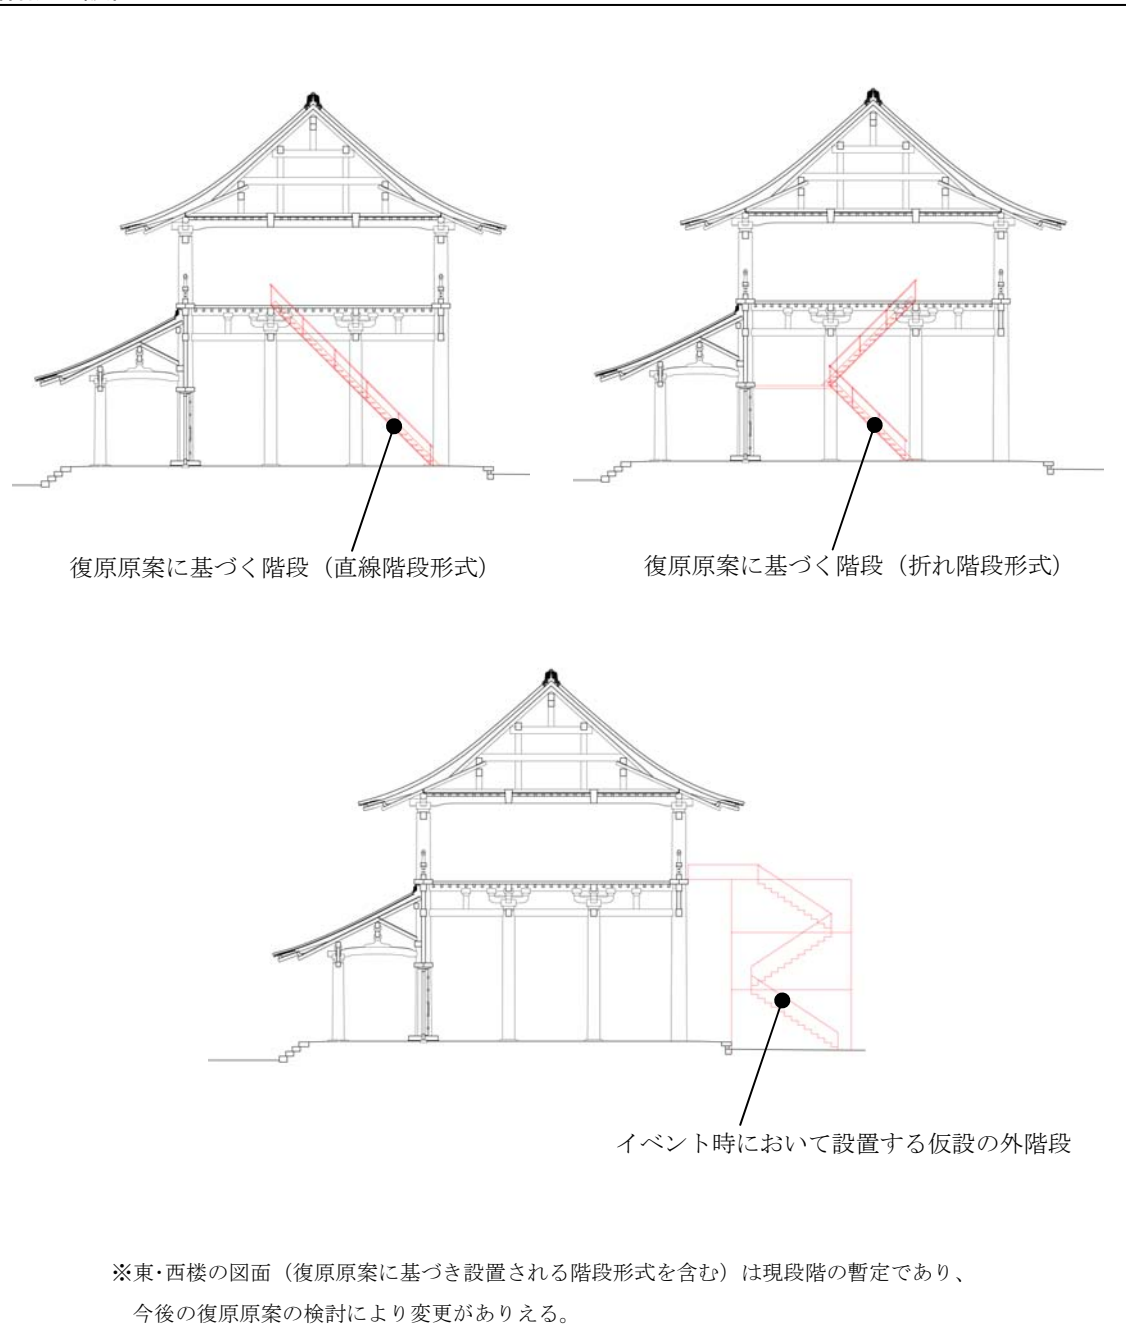 復原原案に基づく階段（直線階段形式）
復原原案に基づく階段（折れ階段形式）
イベント時において設置する仮設の外階段
※東･西楼の図面（復原原案に基づき設置される階段形式を含む）は現段階の暫定であり、
今後の復原原案の検討により変更がありえる。